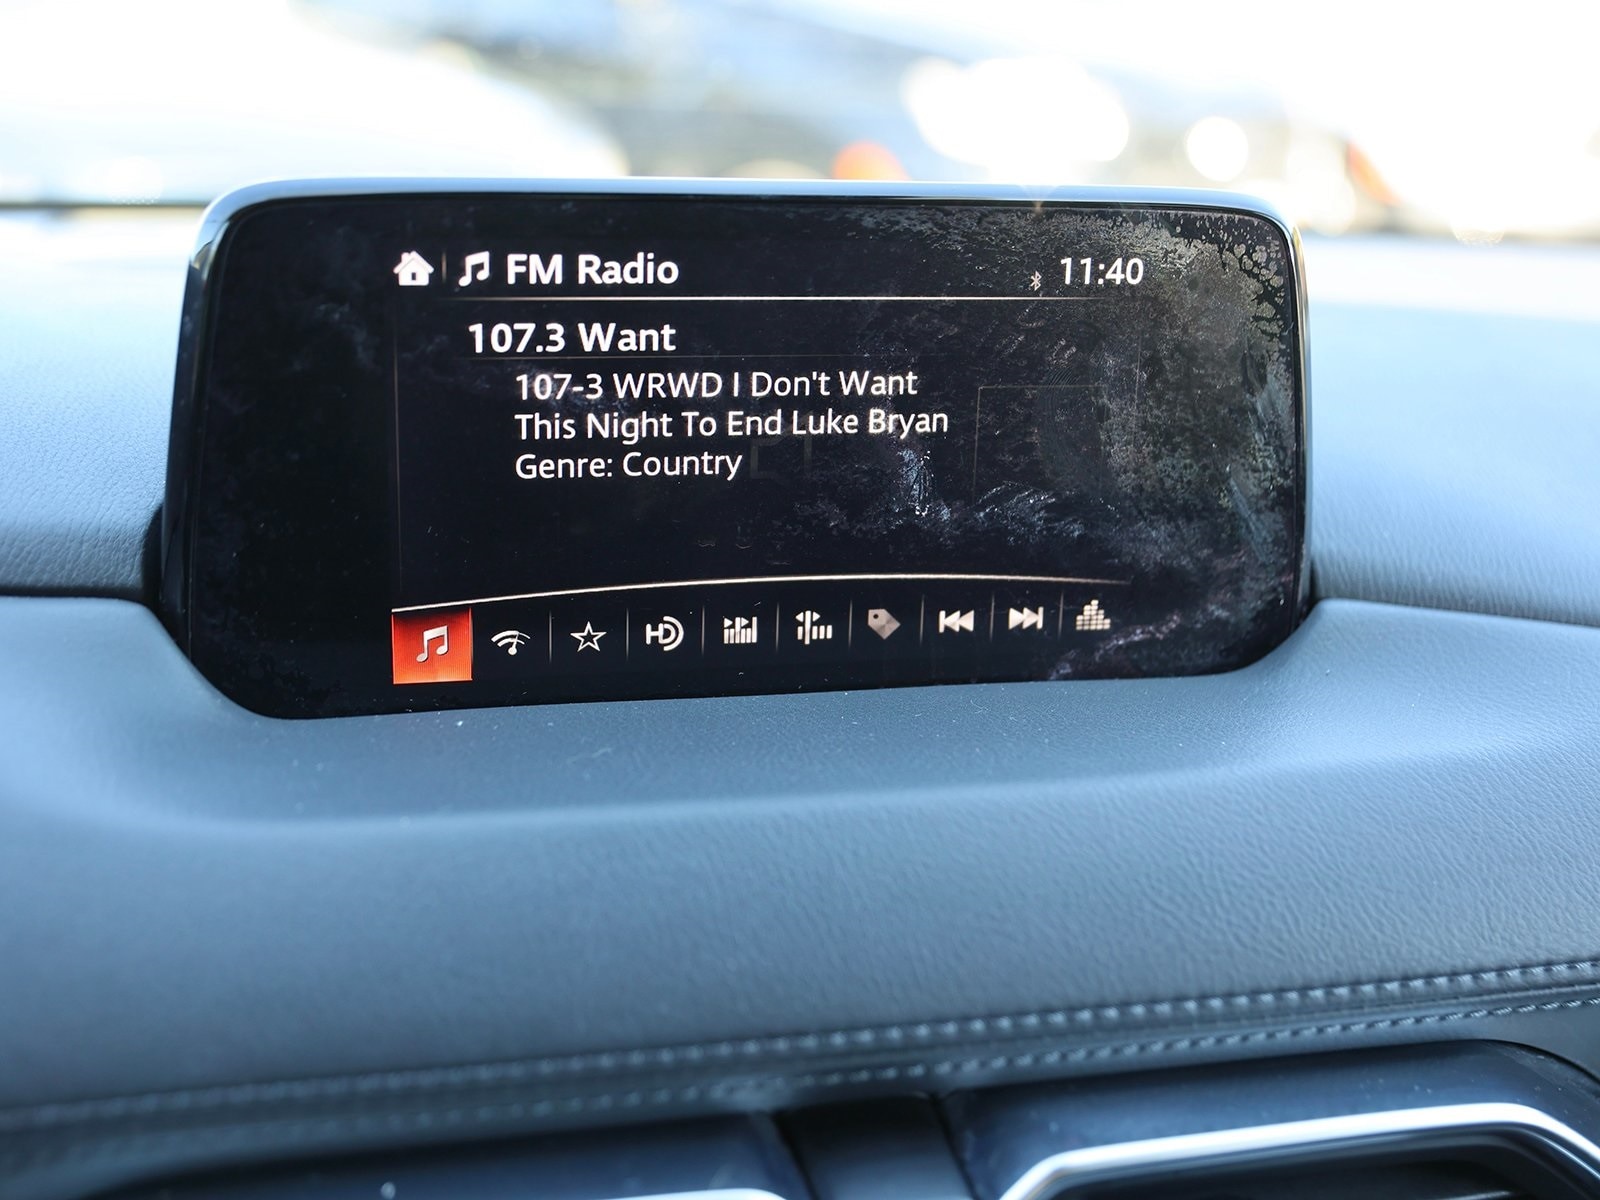 FM Radio 11:40
107.3 Want
107-3 WRWD I Don't Want
This Night To End Luke Bryan
Genre: Country
HD